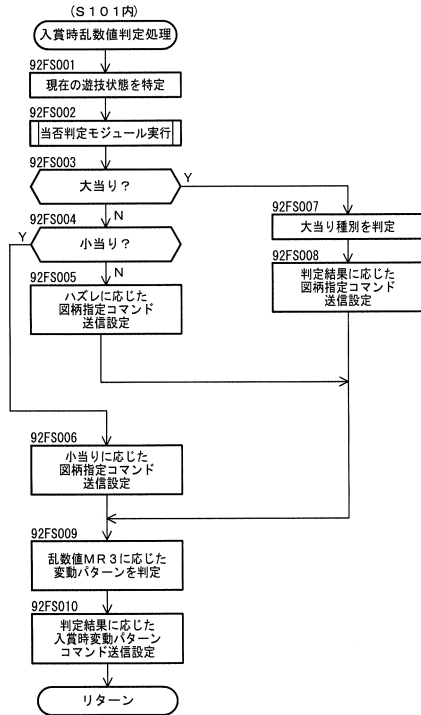 (S101内)
入賞時乱数値判定処理
92FS001
現在の遊技状態を特定
92FS002
当否判定モジュール実行
92FS003
大当り？
Y
N
92FS004
小当り？
Y
N
92FS005
ハズレに応じた
図柄指定コマンド
送信設定
92FS007
大当り種別を判定
92FS008
判定結果に応じた
図柄指定コマンド
送信設定
92FS006
小当りに応じた
図柄指定コマンド
送信設定
92FS009
乱数値MR3に応じた
変動パターンを判定
92FS010
判定結果に応じた
入賞時変動パターン
コマンド送信設定
リターン